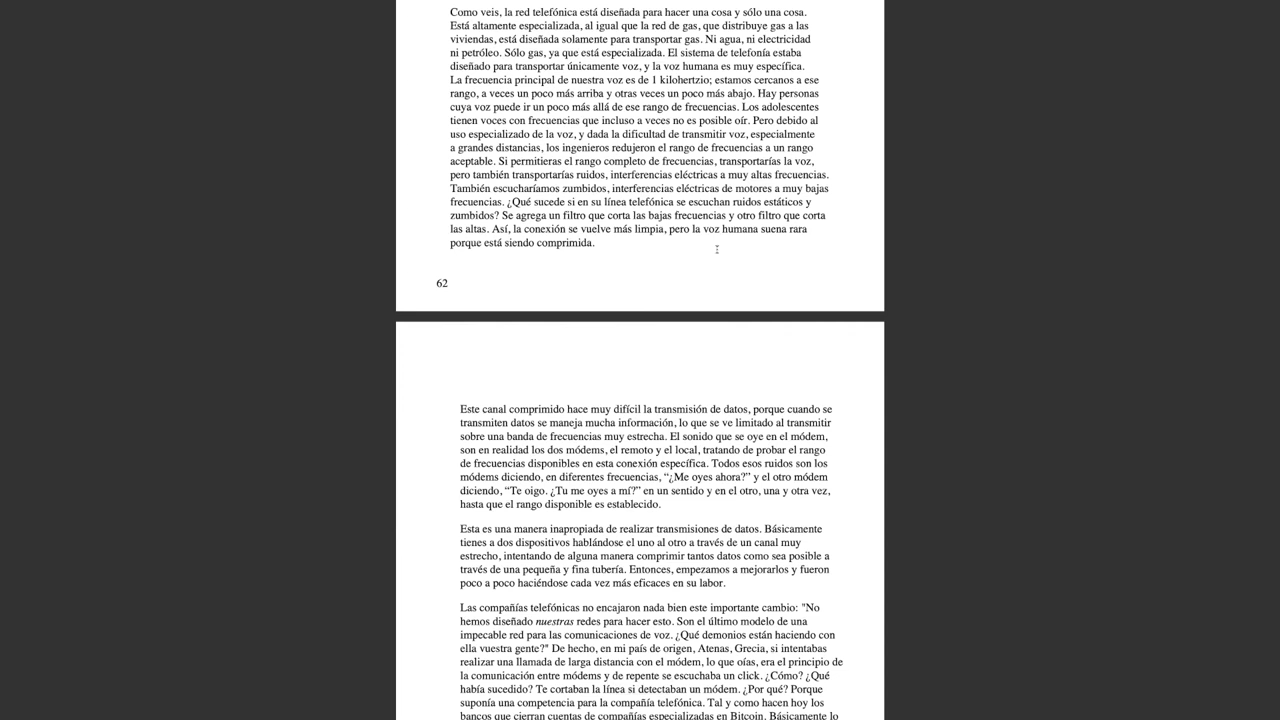 Como veis, la red telefónica está diseñada para hacer una cosa y sólo una cosa.
Está altamente especializada, al igual que la red de gas, que distribuye gas a las
viviendas, está diseñada solamente para transportar gas. Ni agua, ni electricidad
ni petróleo. Sólo gas, ya que está especializada. El sistema de telefonía estaba
diseñado para transportar únicamente voz, y la voz humana es muy específica.
La frecuencia principal de nuestra voz es de 1 kilohertzio; estamos cercanos a ese
rango, a veces un poco más arriba y otras veces un poco más abajo. Hay personas
cuya voz puede ir un poco más allá de ese rango de frecuencias. Los adolescentes
tienen voces con frecuencias que incluso a veces no es posible oír. Pero debido al
uso especializado de la voz, y dada la dificultad de transmitir voz, especialmente
a grandes distancias, los ingenieros redujeron el rango de frecuencias a un rango
aceptable. Si permitieras el rango completo de frecuencias, transportarías la voz,
pero también transportarías ruidos, interferencias eléctricas a muy altas frecuencias.
También escucharíamos zumbidos, interferencias eléctricas de motores a muy bajas
frecuencias. ¿Qué sucede si en su línea telefónica se escuchan ruidos estáticos y
zumbidos? Se agrega un filtro que corta las bajas frecuencias y otro filtro que corta
las altas. Así, la conexión se vuelve más limpia, pero la voz humana suena rara
porque está siendo comprimida.
62
Este canal comprimido hace muy difícil la transmisión de datos, porque cuando se
transmiten datos se maneja mucha información, lo que se ve limitado al transmitir
sobre una banda de frecuencias muy estrecha. El sonido que se oye en el módem,
son en realidad los dos módems, el remoto y el local, tratando de probar el rango
de frecuencias disponibles en esta conexión específica. Todos esos ruidos son los
módems diciendo, en diferentes frecuencias, “¿Me oyes ahora?” y el otro módem
diciendo, “Te oigo. ¿Tu me oyes a mí?” en un sentido y en el otro, una y otra vez,
hasta que el rango disponible es establecido.
Esta es una manera inapropiada de realizar transmisiones de datos. Básicamente
tienes a dos dispositivos hablándose el uno al otro a través de un canal muy
estrecho, intentando de alguna manera comprimir tantos datos como sea posible a
través de una pequeña y fina tubería. Entonces, empezamos a mejorarlos y fueron
poco a poco haciéndose cada vez más eficaces en su labor.
Las compañías telefónicas no encajaron nada bien este importante cambio: "No
hemos diseñado nuestras redes para hacer esto. Son el último modelo de una
impecable red para las comunicaciones de voz. ¿Qué demonios están haciendo con
ella vuestra gente?" De hecho, en mi país de origen, Atenas, Grecia, si intentabas
realizar una llamada de larga distancia con el módem, lo que oías, era el principio de
la comunicación entre módems y de repente se escuchaba un click. ¿Cómo? ¿Qué
había sucedido? Te cortaban la línea si detectaban un módem. ¿Por qué? Porque
suponía una competencia para la compañía telefónica. Tal y como hacen hoy los
bancos que cierran cuentas de compañías especializadas en Bitcoin. Básicamente lo